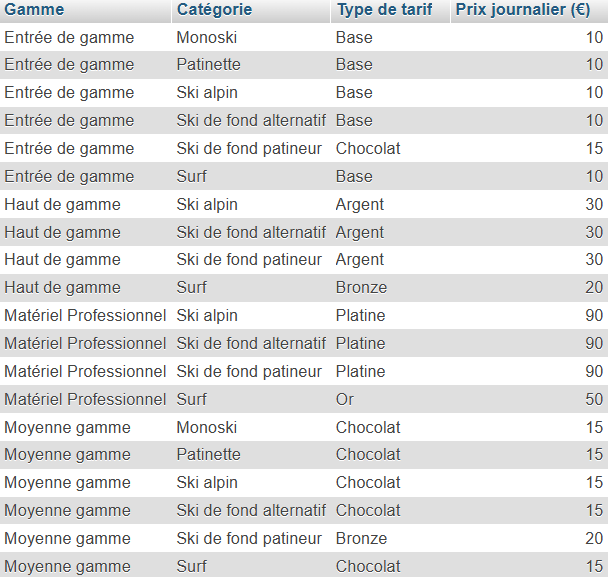 Gamme Catégorie Type de tarif Prix journalier (€)
Entrée de gamme Monoski Base 10
Entrée de gamme Patinette Base 10
Entrée de gamme Ski alpin Base 10
Entrée de gamme Ski de fond alternatif Base 10
Entrée de gamme Ski de fond patineur Chocolat 15
Entrée de gamme Surf Base 10
Haut de gamme Ski alpin Argent 30
Haut de gamme Ski de fond alternatif Argent 30
Haut de gamme Ski de fond patineur Argent 30
Haut de gamme Surf Bronze 20
Matériel Professionnel Ski alpin Platine 90
Matériel Professionnel Ski de fond alternatif Platine 90
Matériel Professionnel Ski de fond patineur Platine 90
Matériel Professionnel Surf Or 50
Moyenne gamme Monoski Chocolat 15
Moyenne gamme Patinette Chocolat 15
Moyenne gamme Ski alpin Chocolat 15
Moyenne gamme Ski de fond alternatif Chocolat 15
Moyenne gamme Ski de fond patineur Bronze 20
Moyenne gamme Surf Chocolat 15